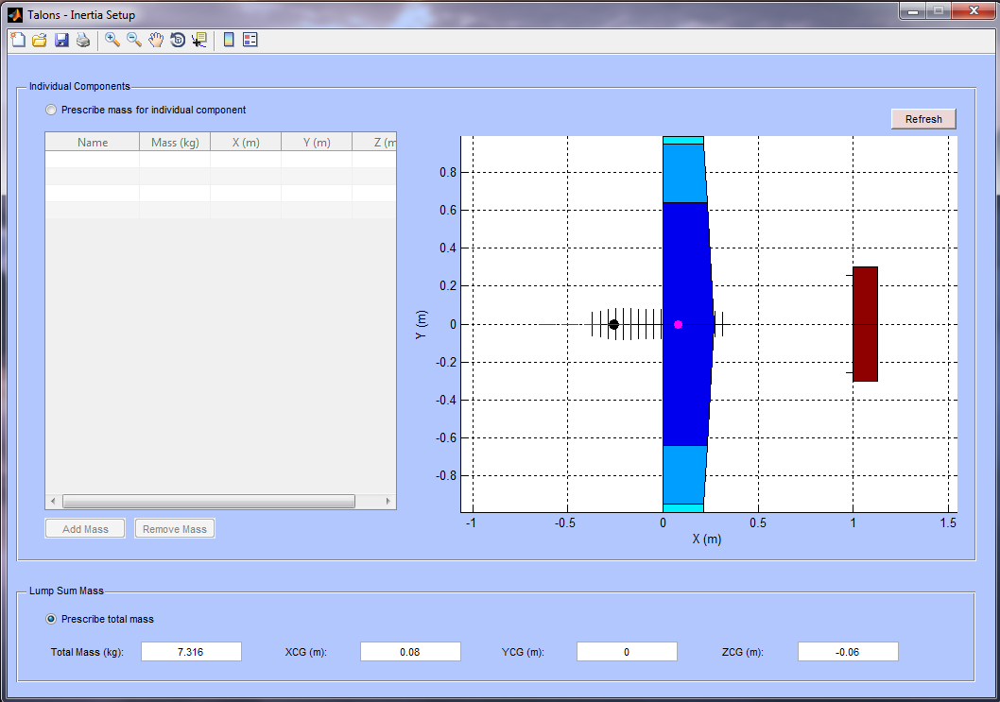 Talons - Inertia Setup
Individual Components
Prescribe mass for individual component
Refresh
Name Mass (kg) X (m) Y (m) Z (m
0.8
0.6
0.4
0.2
0
-0.2
-0.4
-0.6
-0.8
Y (m)
-1 -0.5 0 0.5 1 1.5
X (m)
Add Mass Remove Mass
Lump Sum Mass
Prescribe total mass
Total Mass (kg): 7.316 XCG (m): 0.08 YCG (m): 0 ZCG (m): -0.06